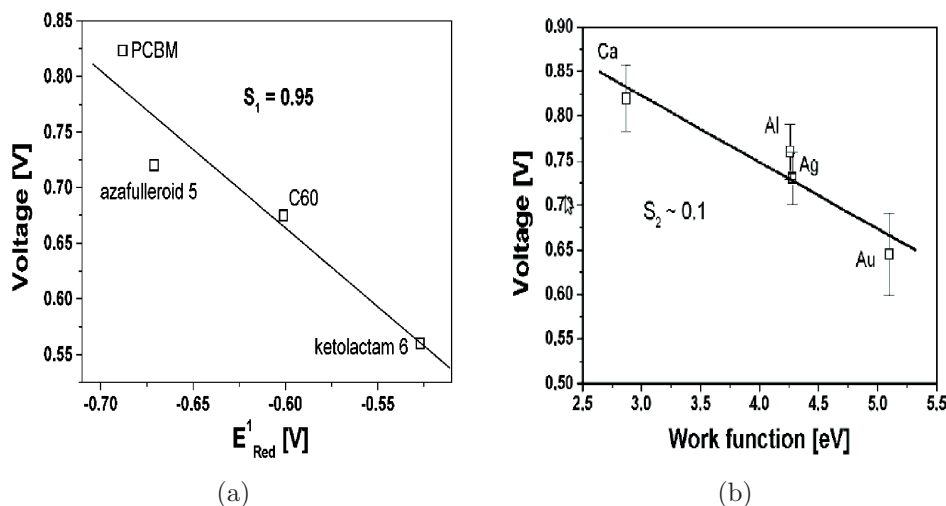 0.85
0.80
0.75
0.70
0.65
0.60
0.55
Voltage [V]
PCBM
S1 = 0.95
azafulleroid 5
C60
ketolactam 6
-0.70 -0.65 -0.60 -0.55
E1Red [V]
(a)
0.90
0.85
0.80
0.75
0.70
0.65
0.60
0.55
0.50
Voltage [V]
Ca
Al
Ag
S2 ~ 0.1
Au
2.5 3.0 3.5 4.0 4.5 5.0 5.5
Work function [eV]
(b)